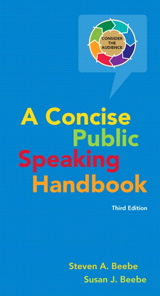 CONSIDER
THE
AUDIENCE
A Concise
Public
Speaking
Handbook
Third Edition
Steven A. Beebe
Susan J. Beebe